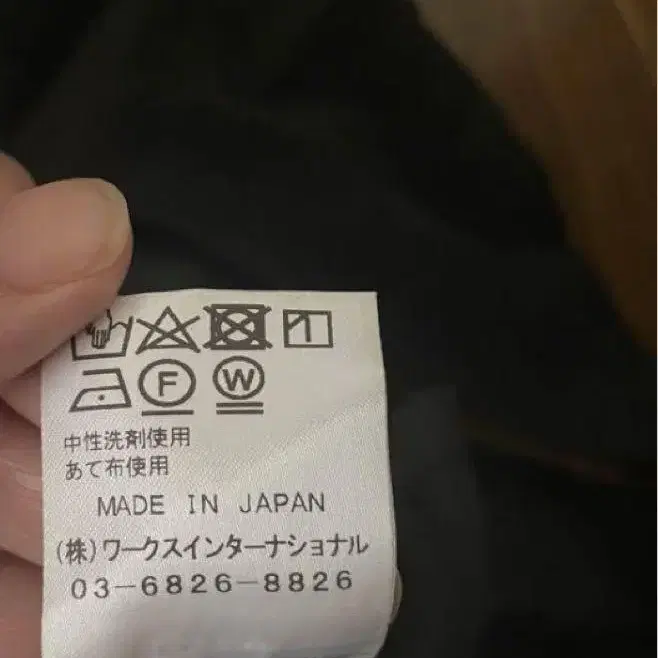 F W
中性洗剤使用
あて布使用
MADE IN JAPAN
(株)ワークスインターナショナル
03-6826-8826